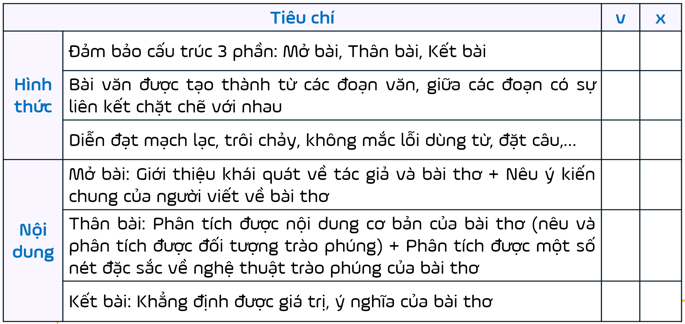 Tiêu chí v x
Hình thức
Đảm bảo cấu trúc 3 phần: Mở bài, Thân bài, Kết bài
Bài văn được tạo thành từ các đoạn văn, giữa các đoạn có sự
liên kết chặt chẽ với nhau
Diễn đạt mạch lạc, trôi chảy, không mắc lỗi dùng từ, đặt câu,...
Nội dung
Mở bài: Giới thiệu khái quát về tác giả và bài thơ + Nêu ý kiến
chung của người viết về bài thơ
Thân bài: Phân tích được nội dung cơ bản của bài thơ (nêu và
phân tích được đối tượng trào phúng) + Phân tích được một số
nét đặc sắc về nghệ thuật trào phúng của bài thơ
Kết bài: Khẳng định được giá trị, ý nghĩa của bài thơ